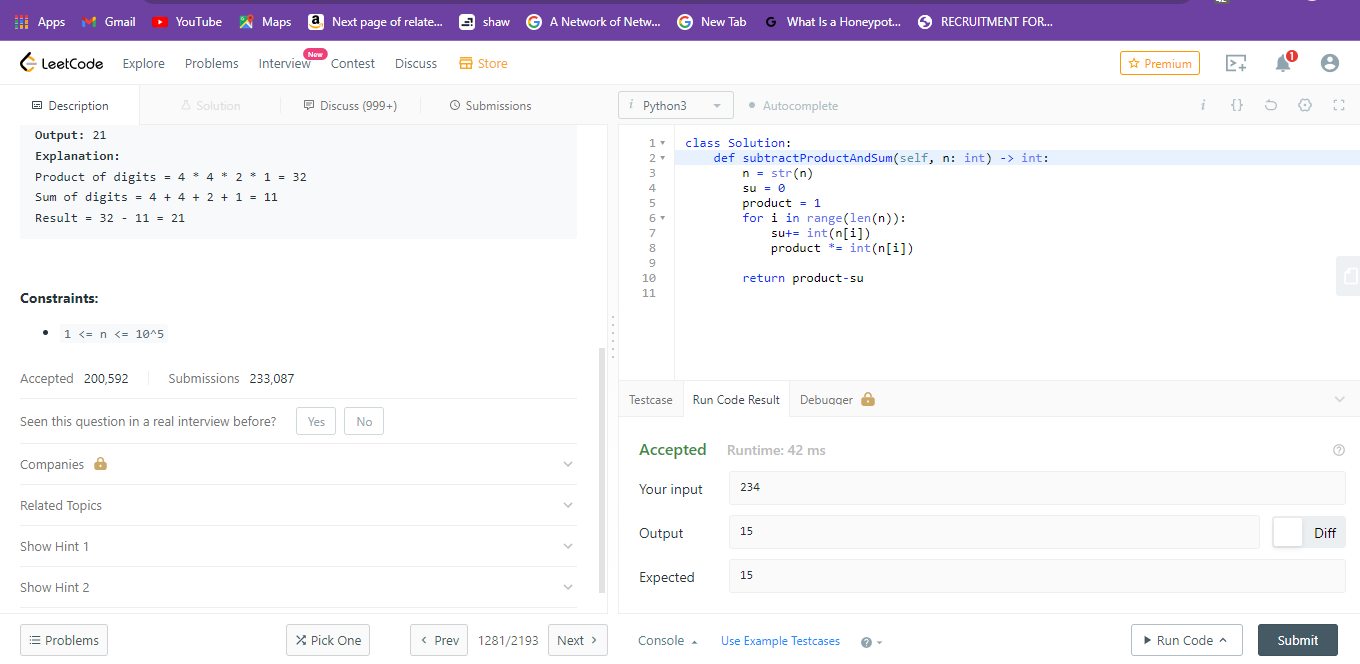 Apps Gmail YouTube Maps Next page of relate... shaw A Network of Netw... New Tab What Is a Honeypot... RECRUITMENT FOR...
LeetCode Explore Problems Interview New Contest Discuss Store Premium 1
Description Solution Discuss (999+) Submissions
Output: 21
Explanation:
Product of digits = 4 * 4 * 2 * 1 = 32
Sum of digits = 4 + 4 + 2 + 1 = 11
Result = 32 - 11 = 21
Constraints:
1 <= n <= 10^5
Accepted 200,592 Submissions 233,087
Seen this question in a real interview before? Yes No
Companies
Related Topics
Show Hint 1
Show Hint 2
Problems Pick One Prev 1281/2193 Next
i Python3 Autocomplete i {}
1 class Solution:
2 def subtractProductAndSum(self, n: int) -> int:
3 n = str(n)
4 su = 0
5 product = 1
6 for i in range(len(n)):
7 su+= int(n[i])
8 product *= int(n[i])
9
10 return product-su
11
Testcase Run Code Result Debugger
Accepted Runtime: 42 ms
Your input 234
Output 15 Diff
Expected 15
Console Use Example Testcases Run Code Submit